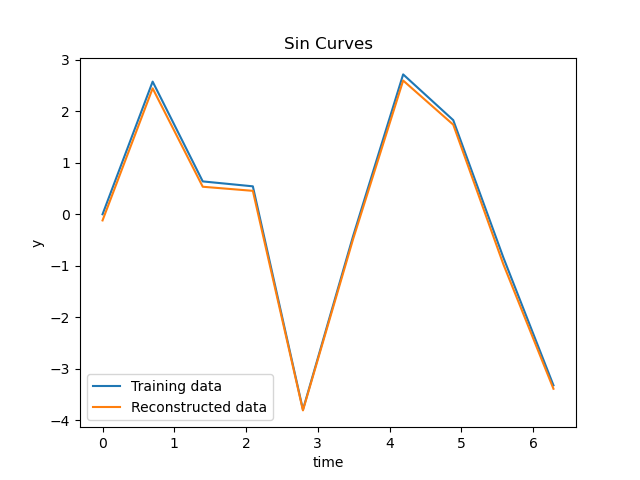 Sin Curves
3
2
1
0
−1
−2
−3
−4
y
Training data
Reconstructed data
0 1 2 3 4 5 6
time